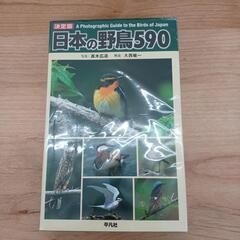 決定版
A Photographic Guide to the Birds of Japan
日本の野鳥590
写真 真木広造 解説 大西敏一
平凡社